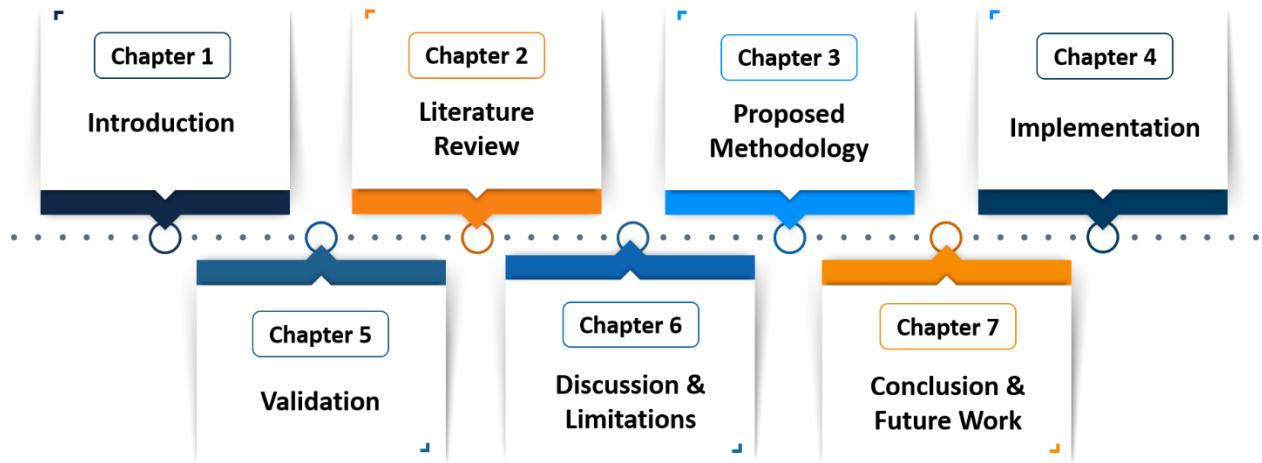 Chapter 1
Introduction
Chapter 2
Literature
Review
Chapter 3
Proposed
Methodology
Chapter 4
Implementation
Chapter 5
Validation
Chapter 6
Discussion &
Limitations
Chapter 7
Conclusion &
Future Work